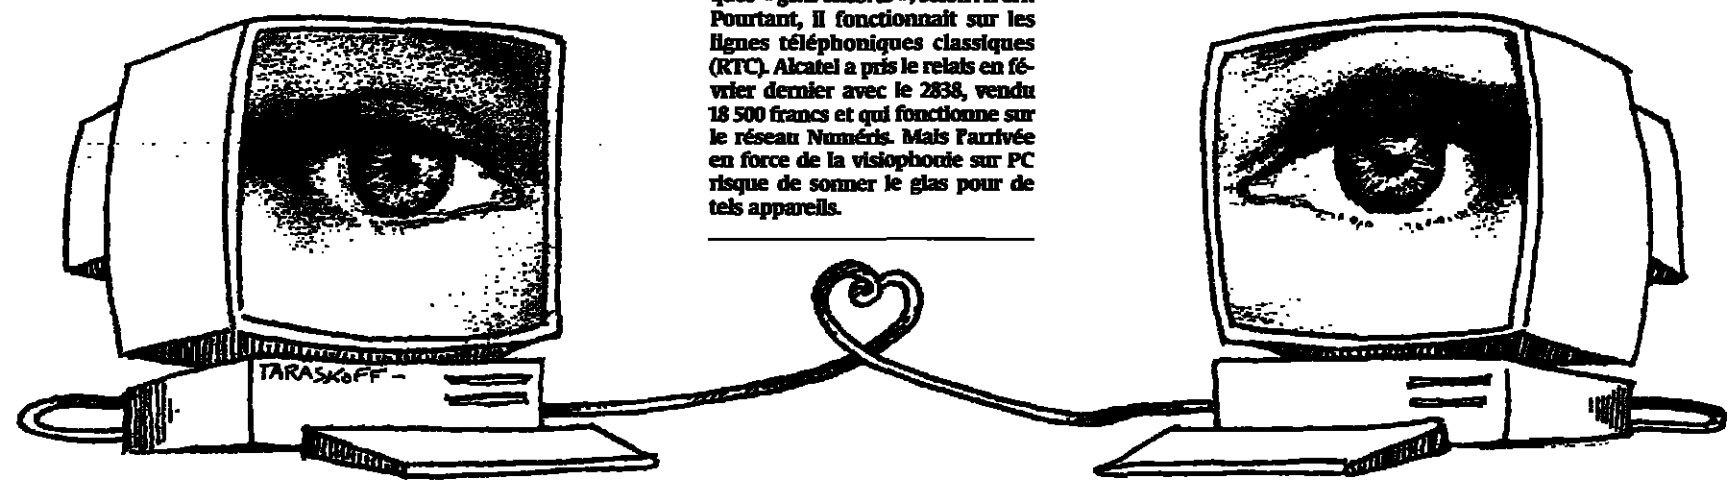 Pourtant, il fonctionnait sur les
lignes téléphoniques classiques
(RTC). Alcatel a pris le relais en fé-
vrier dernier avec le 2838, vendu
18 500 francs et qui fonctionne sur
le réseau Numéris. Mais l'arrivée
en force de la visiophonie sur PC
risque de sonner le glas pour de
tels appareils.
TARASKOFF -